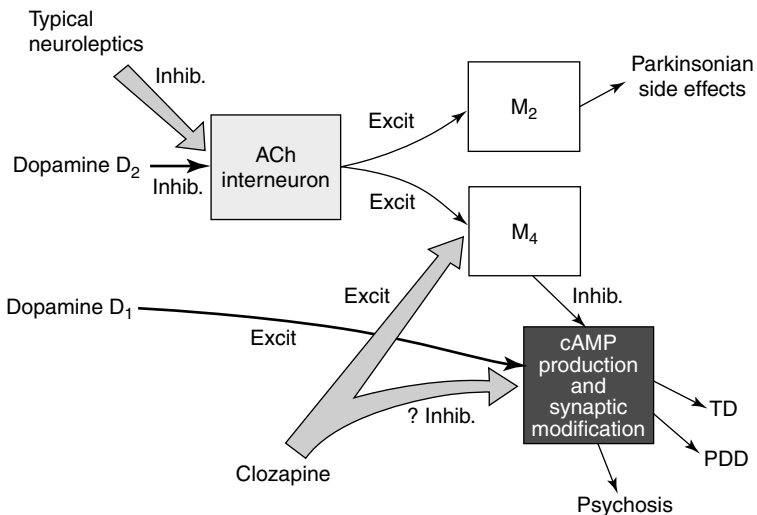 Typical
neuroleptics
Inhib.
Parkinsonian
side effects
M₂
Excit
ACh
interneuron
Dopamine D₂
Inhib.
Excit
M₄
Excit
Inhib.
Dopamine D₁
Excit
cAMP
production
and
synaptic
modification
? Inhib.
TD
Clozapine
PDD
Psychosis